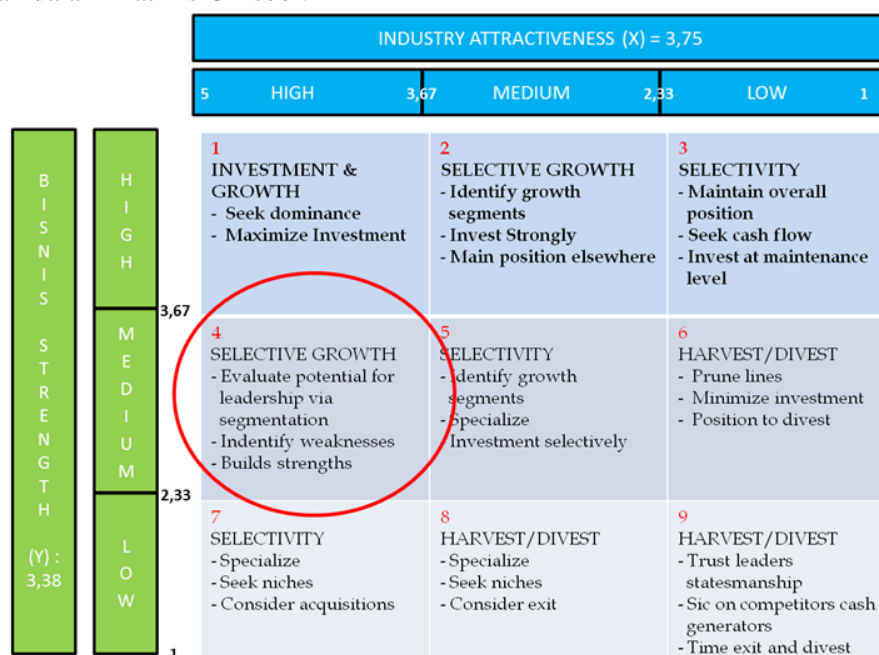 INDUSTRY ATTRACTIVENESS (X) = 3,75
5 HIGH 3,67 MEDIUM 2,33 LOW 1
BISNIS STRENGTH
(Y) :
3,38
HIGH
3,67
MEDIUM
2,33
LOW
1
1
INVESTMENT &
GROWTH
- Seek dominance
- Maximize Investment
2
SELECTIVE GROWTH
- Identify growth
segments
- Invest Strongly
- Main position elsewhere
3
SELECTIVITY
- Maintain overall
position
- Seek cash flow
- Invest at maintenance
level
4
SELECTIVE GROWTH
- Evaluate potential for
leadership via
segmentation
- Indentify weaknesses
- Builds strengths
5
SELECTIVITY
- Identify growth
segments
- Specialize
- Investment selectively
6
HARVEST/DIVEST
- Prune lines
- Minimize investment
- Position to divest
7
SELECTIVITY
- Specialize
- Seek niches
- Consider acquisitions
8
HARVEST/DIVEST
- Specialize
- Seek niches
- Consider exit
9
HARVEST/DIVEST
- Trust leaders
statesmanship
- Sic on competitors cash
generators
- Time exit and divest